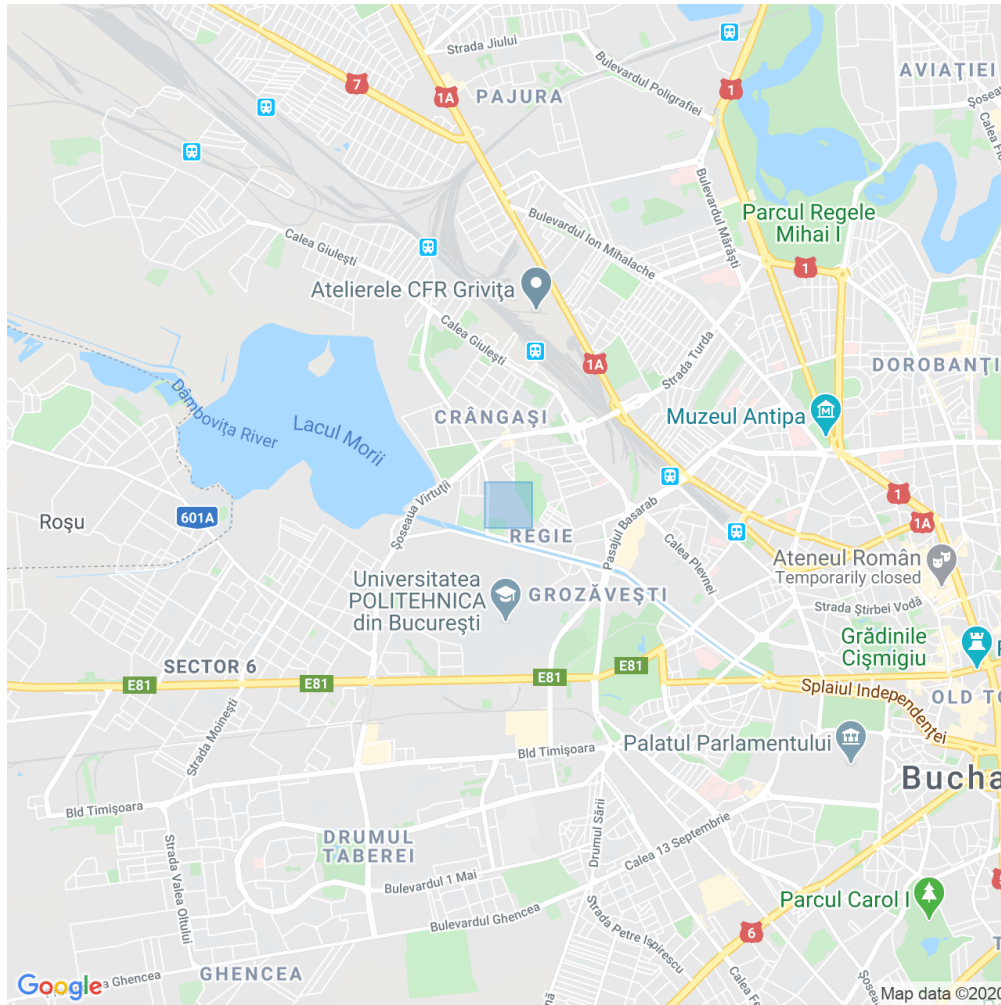 Strada Jiului
7
1A
PAJURA
Bulevardul Poligrafiei
1
AVIAȚIEI
Bulevardul Mărăști
Parcul Regele
Mihai I
Calea Giulești
Bulevardul Ion Mihalache
1
Atelierele CFR Grivița
Calea Giulești
Strada Turda
1A
DOROBANȚI
Dâmbovița River
Lacul Morii
CRÂNGAȘI
Muzeul Antipa
Șoseaua Virtuții
Roșu
601A
REGIE
Pasajul Basarab
Calea Plevnei
1
1A
Ateneul Român
Temporarily closed
Universitatea
POLITEHNICA
din București
GROZĂVEȘTI
Strada Știrbei Vodă
Grădinile
Cișmigiu
SECTOR 6
E81
E81
E81
E81
Splaiul Independenței
OLD TO
Strada Moinești
Bld Timișoara
Palatul Parlamentului
Bucha
Bld Timișoara
Drumul Sării
DRUMUL
TABEREI
Calea 13 Septembrie
Strada Valea Oltului
Bulevardul 1 Mai
Bulevardul Ghencea
Parcul Carol I
Strada Petre Ispirescu
6
GHENCEA
Google
a Ghencea
Map data ©2020